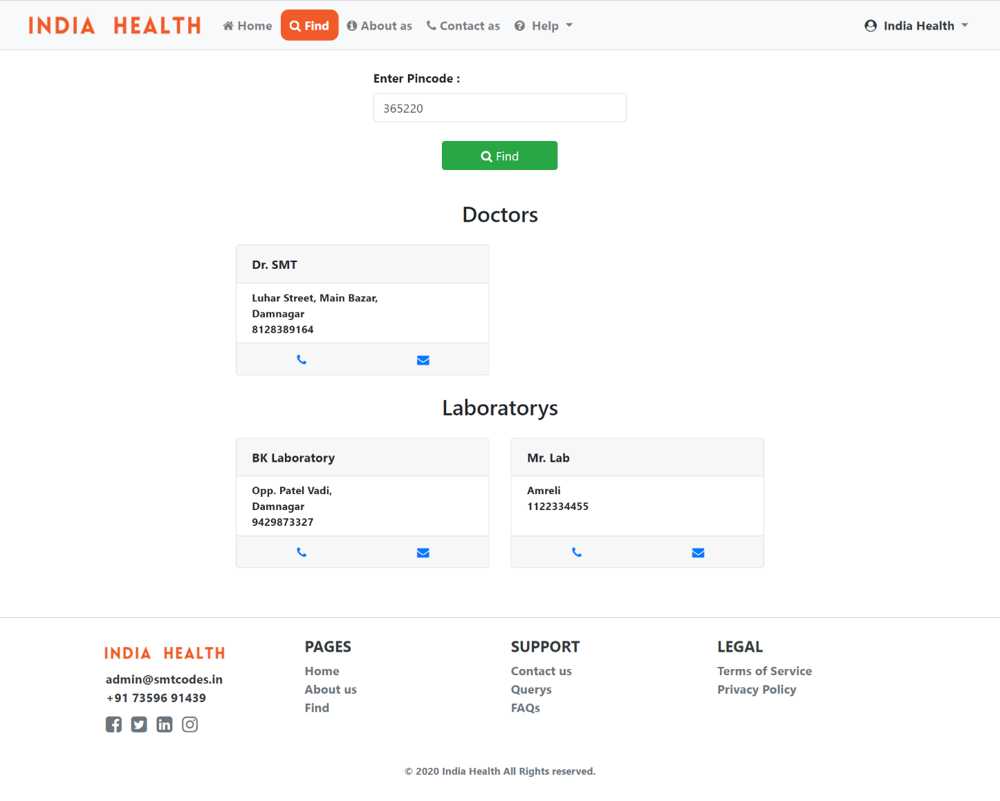 INDIA HEALTH Home Find About as Contact as Help India Health
Enter Pincode :
365220
Find
Doctors
Dr. SMT
Luhar Street, Main Bazar,
Damnagar
8128389164
Laboratorys
BK Laboratory
Opp. Patel Vadi,
Damnagar
9429873327
Mr. Lab
Amreli
1122334455
INDIA HEALTH
admin@smtcodes.in
+91 73596 91439
PAGES
Home
About us
Find
SUPPORT
Contact us
Querys
FAQs
LEGAL
Terms of Service
Privacy Policy
© 2020 India Health All Rights reserved.